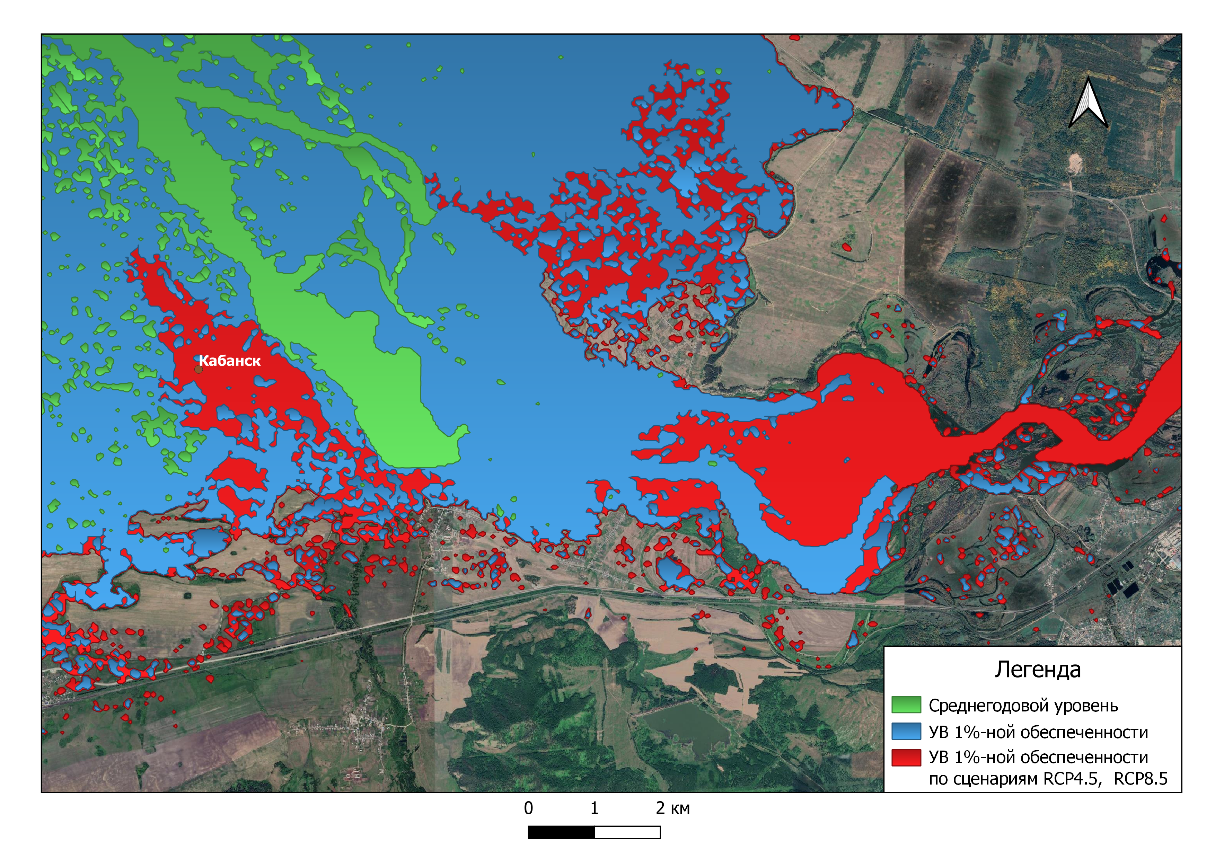 Кабанск
Легенда
Среднегодовой уровень
УВ 1%-ной обеспеченности
УВ 1%-ной обеспеченности
по сценариям RCP4.5, RCP8.5
0 1 2 км